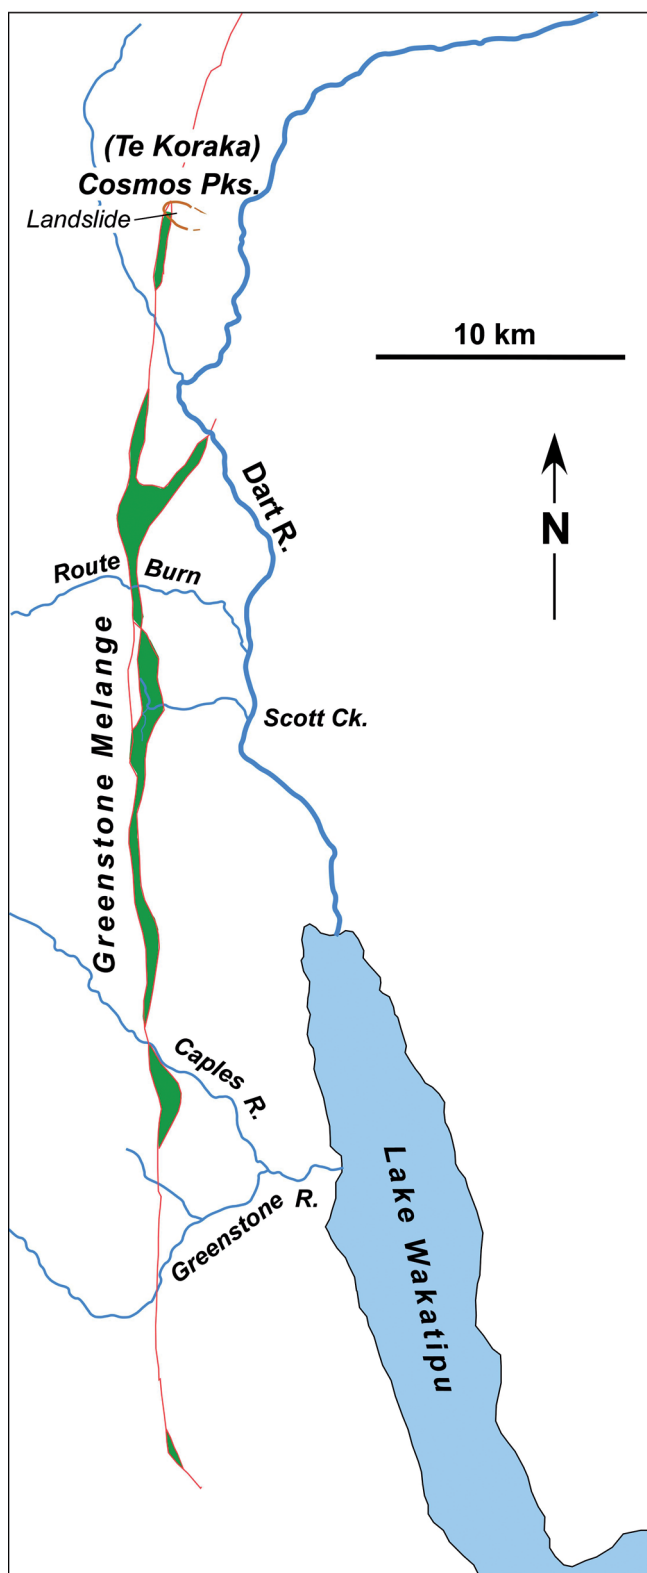 (Te Koraka)
Cosmos Pks.
Landslide
10 km
N
Dart R.
Route Burn
Greenstone Melange
Scott Ck.
Caples R.
Greenstone R.
Lake Wakatipu